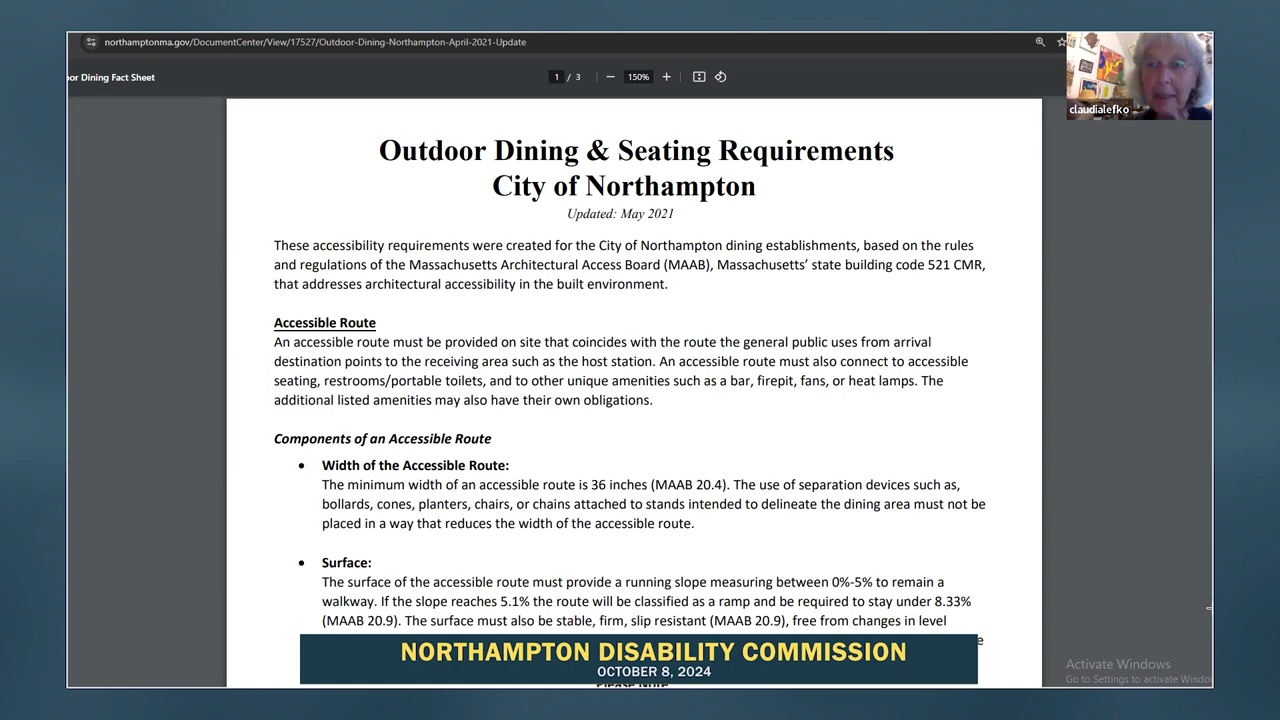 northamptonma.gov/DocumentCenter/View/17527/Outdoor-Dining-Northampton-April-2021-Update
or Dining Fact Sheet
1 / 3
150%
claudialefko
Outdoor Dining & Seating Requirements
City of Northampton
Updated: May 2021
These accessibility requirements were created for the City of Northampton dining establishments, based on the rules
and regulations of the Massachusetts Architectural Access Board (MAAB), Massachusetts’ state building code 521 CMR,
that addresses architectural accessibility in the built environment.
Accessible Route
An accessible route must be provided on site that coincides with the route the general public uses from arrival
destination points to the receiving area such as the host station. An accessible route must also connect to accessible
seating, restrooms/portable toilets, and to other unique amenities such as a bar, firepit, fans, or heat lamps. The
additional listed amenities may also have their own obligations.
Components of an Accessible Route
• Width of the Accessible Route:
The minimum width of an accessible route is 36 inches (MAAB 20.4). The use of separation devices such as,
bollards, cones, planters, chairs, or chains attached to stands intended to delineate the dining area must not be
placed in a way that reduces the width of the accessible route.
• Surface:
The surface of the accessible route must provide a running slope measuring between 0%-5% to remain a
walkway. If the slope reaches 5.1% the route will be classified as a ramp and be required to stay under 8.33%
(MAAB 20.9). The surface must also be stable, firm, slip resistant (MAAB 20.9), free from changes in level
NORTHAMPTON DISABILITY COMMISSION
OCTOBER 8, 2024
Activate Windows
Go to Settings to activate Windo